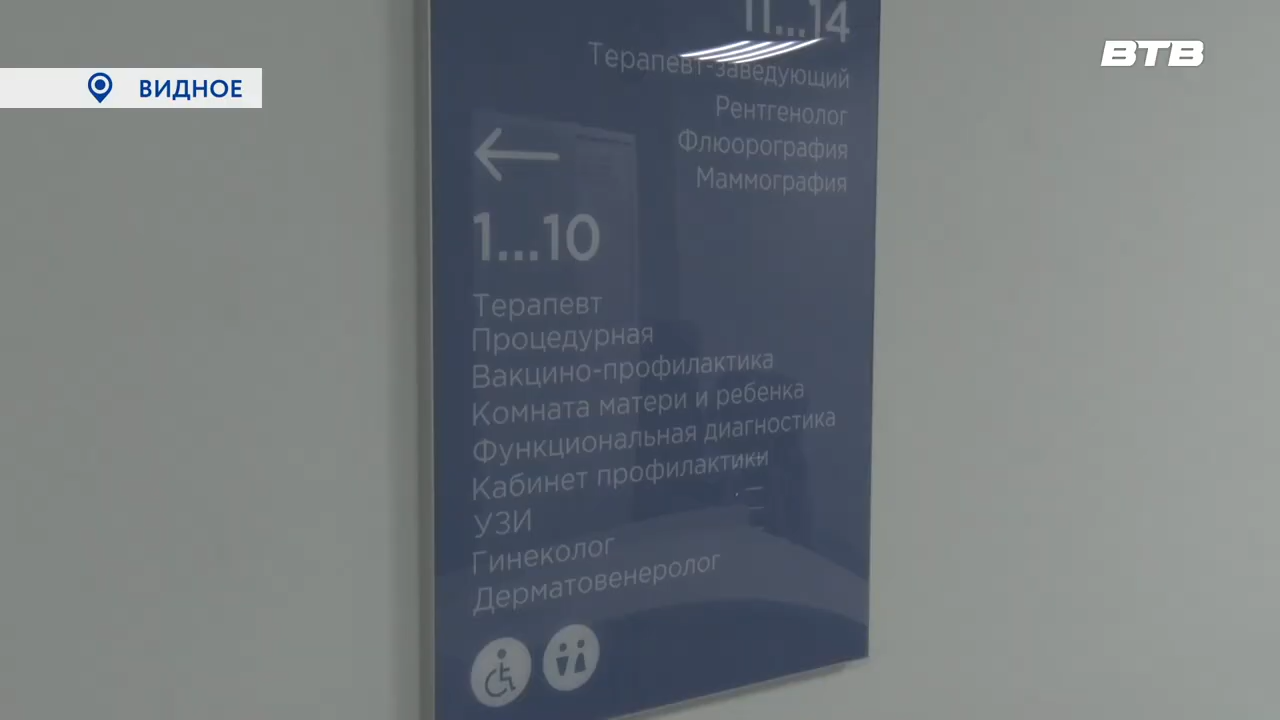 ВТВ
ВИДНОЕ
11...14
Терапевт-заведующий
Рентгенолог
Флюорография
Маммография
1...10
Терапевт
Процедурная
Вакцино-профилактика
Комната матери и ребенка
Функциональная диагностика
Кабинет профилактики
УЗИ
Гинеколог
Дерматовенеролог